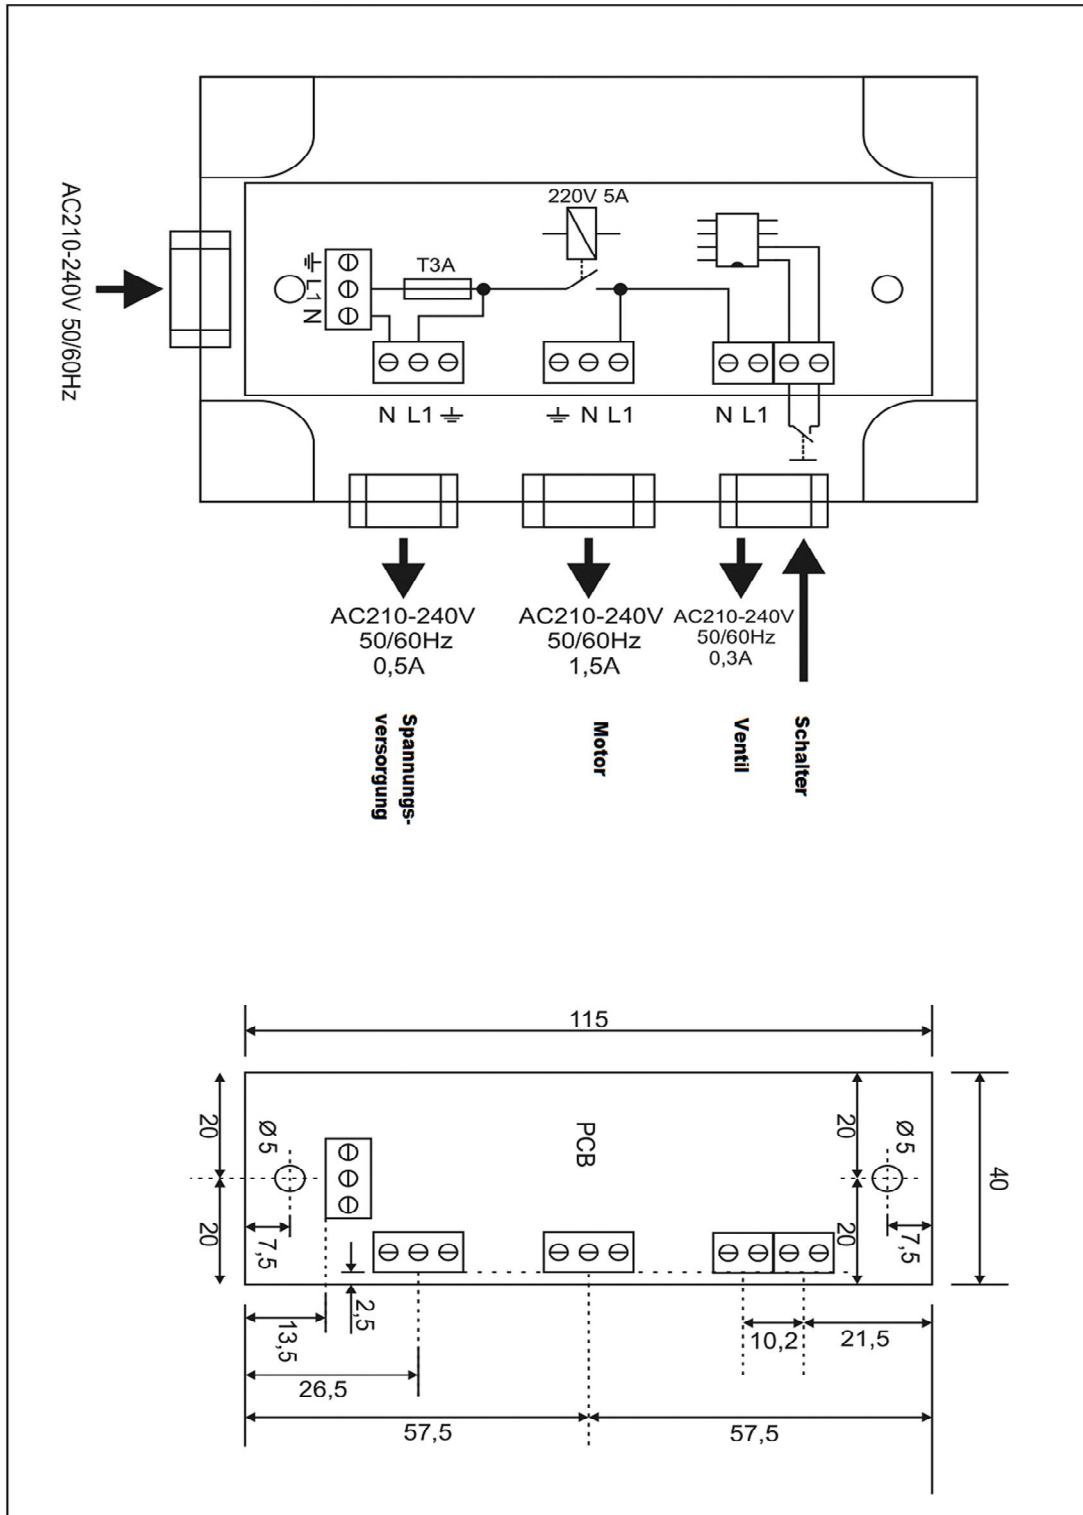 AC210-240V 50/60Hz
220V 5A
T3A
L1
N
N L1
N L1
N L1
AC210-240V
50/60Hz
0,5A
AC210-240V
50/60Hz
1,5A
AC210-240V
50/60Hz
0,3A
Spannungs-
versorgung
Motor
Ventil
Schalter
115
20
Ø 5
PCB
20
Ø 5
40
20
7,5
20
7,5
2,5
13,5
10,2
21,5
26,5
57,5
57,5